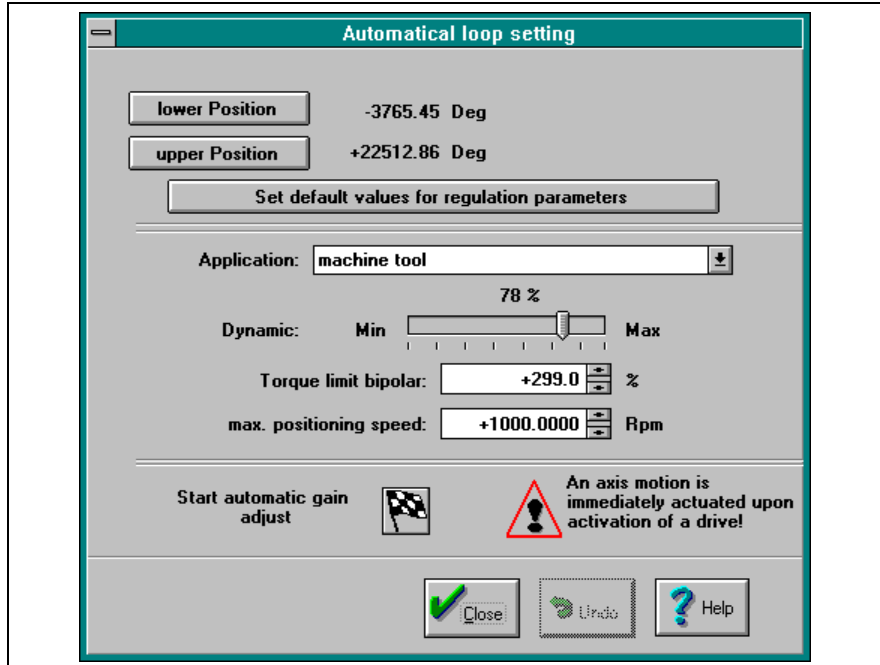 Automatical loop setting
lower Position -3765.45 Deg
upper Position +22512.86 Deg
Set default values for regulation parameters
Application: machine tool
78 %
Dynamic: Min Max
Torque limit bipolar: +299.0 %
max. positioning speed: +1000.0000 Rpm
Start automatic gain
adjust
An axis motion is
immediately actuated upon
activation of a drive!
Close Undo Help